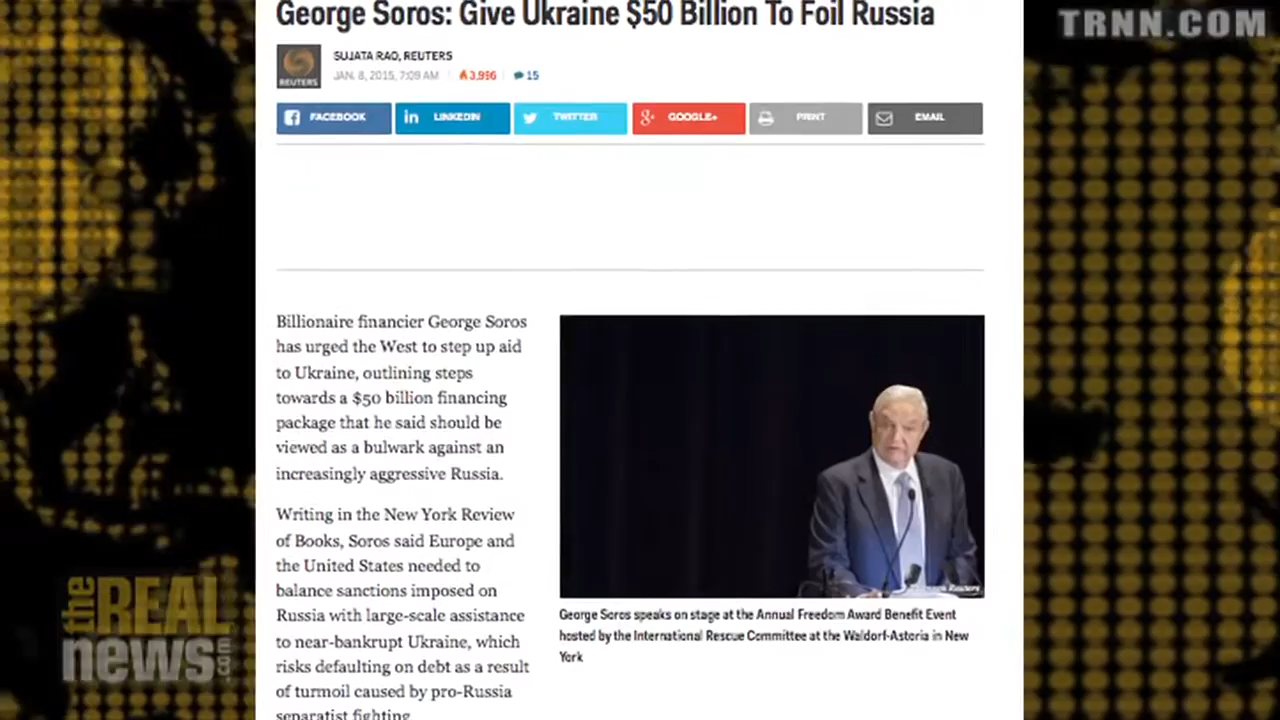 George Soros: Give Ukraine $50 Billion To Foil Russia
TRNN.COM
SUJATA RAO, REUTERS
REUTERS
JAN. 8, 2015, 7:09 AM 3,996 15
FACEBOOK
in LINKEDIN
TWITTER
g+ GOOGLE+
PRINT
EMAIL
Billionaire financier George Soros
has urged the West to step up aid
to Ukraine, outlining steps
towards a $50 billion financing
package that he said should be
viewed as a bulwark against an
increasingly aggressive Russia.
Writing in the New York Review
of Books, Soros said Europe and
the United States needed to
balance sanctions imposed on
Russia with large-scale assistance
to near-bankrupt Ukraine, which
risks defaulting on debt as a result
of turmoil caused by pro-Russia
separatist fighting.
Reuters
George Soros speaks on stage at the Annual Freedom Award Benefit Event
hosted by the International Rescue Committee at the Waldorf-Astoria in New
York
the REAL
news.com